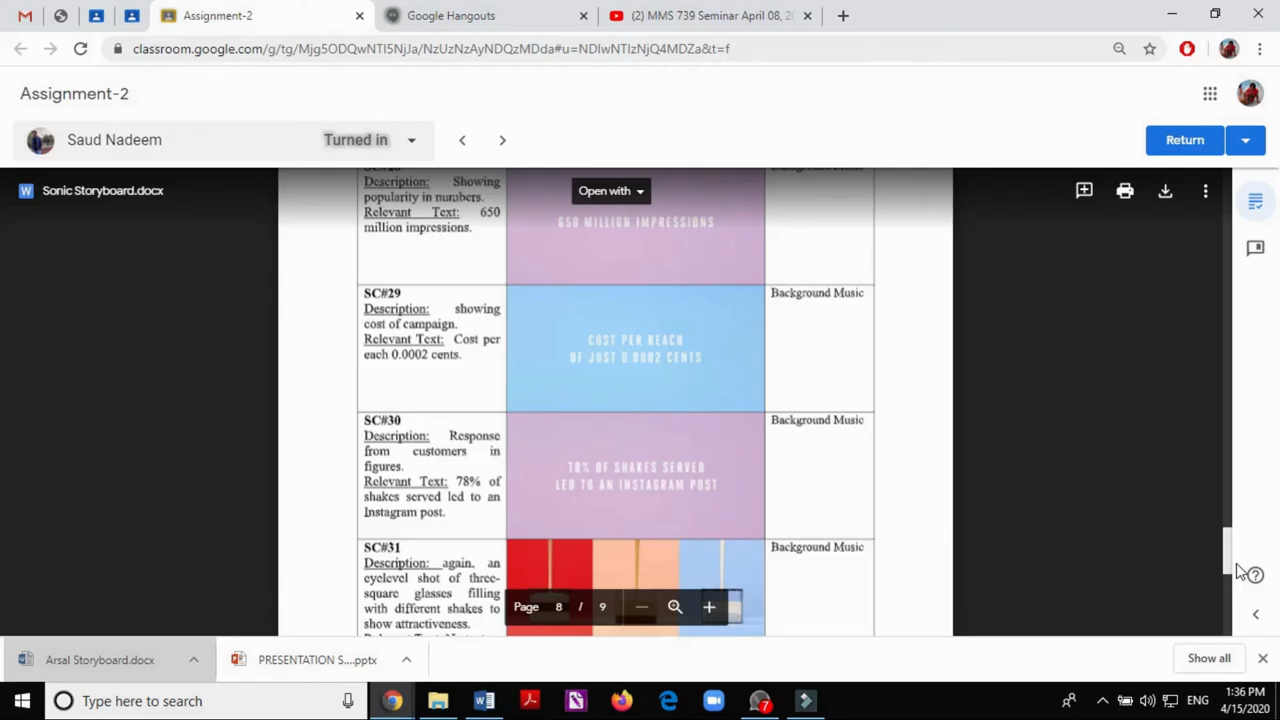 Assignment-2
Google Hangouts
(2) MMS 739 Seminar April 08, 20
classroom.google.com/g/tg/Mjg5ODQwNTI5NjJa/NzUzNzAyNDQzMDda#u=NDIwNTIzNjQ4MDZa&t=f
Assignment-2
Saud Nadeem
Turned in
Return
Sonic Storyboard.docx
Open with
Description: Showing
popularity in numbers.
Relevant Text: 650
million impressions.
650 MILLION IMPRESSIONS
Background Music
SC#29
Description: showing
cost of campaign.
Relevant Text: Cost per
each 0.0002 cents.
COST PER REACH
OF JUST 0.0002 CENTS
Background Music
SC#30
Description: Response
from customers in
figures.
Relevant Text: 78% of
shakes served led to an
Instagram post.
78% OF SHAKES SERVED
LED TO AN INSTAGRAM POST
Background Music
SC#31
Description: again, an
eyelevel shot of three-
square glasses filling
with different shakes to
show attractiveness.
Background Music
Page 8 / 9
Arsal Storyboard.docx
PRESENTATION S....pptx
Show all
Type here to search
7
ENG
1:36 PM
4/15/2020